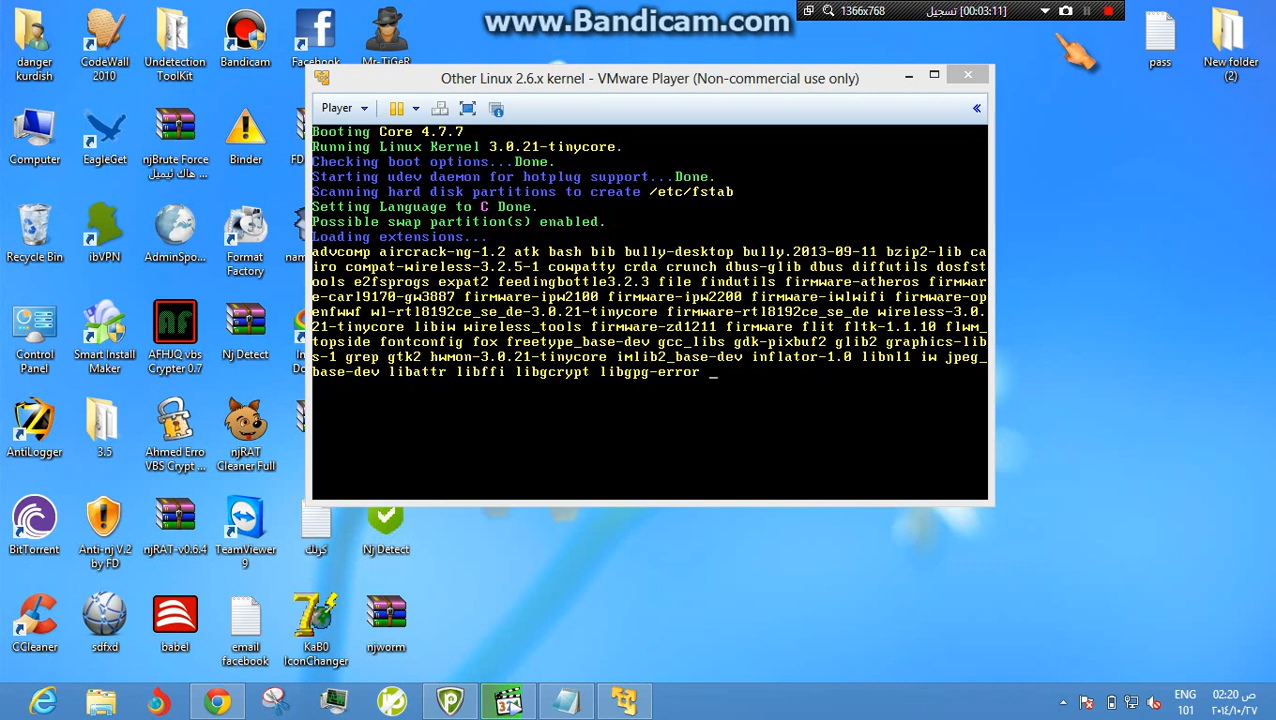 www.Bandicam.com
1366x768
تسجيل [00:03:11]
danger
kurdish
CodeWall
2010
Undetection
ToolKit
Bandicam
Facebook
Mr-TiGeR
pass
New folder
(2)
Other Linux 2.6.x kernel - VMware Player (Non-commercial use only)
Player
Booting Core 4.7.7
Running Linux Kernel 3.0.21-tinycore.
Checking boot options...Done.
Starting udev daemon for hotplug support...Done.
Scanning hard disk partitions to create /etc/fstab
Setting Language to C Done.
Possible swap partition(s) enabled.
Loading extensions...
advcomp aircrack-ng-1.2 atk bash bib bully-desktop bully.2013-09-11 bzip2-lib ca
iro compat-wireless-3.2.5-1 cowpatty crda crunch dbus-glib dbus diffutils dosfst
ools e2fsprogs expat2 feedingbottle3.2.3 file findutils firmware-atheros firmwar
e-carl9170-gw3887 firmware-ipw2100 firmware-ipw2200 firmware-iwlwifi firmware-op
enfwwf wl-rtl8192ce_se_de-3.0.21-tinycore firmware-rtl8192ce_se_de wireless-3.0.
21-tinycore libiw wireless_tools firmware-zd1211 firmware flit fltk-1.1.10 flwm_
topside fontconfig fox freetype_base-dev gcc_libs gdk-pixbuf2 glib2 graphics-lib
s-1 grep gtk2 hwmon-3.0.21-tinycore imlib2_base-dev inflator-1.0 libnl1 iw jpeg_
base-dev libattr libffi libgcrypt libgpg-error _
Computer
EagleGet
njBrute Force
هاك ئيميل ...
Binder
FD
Recycle Bin
ibVPN
AdminSpo...
Format
Factory
nam
Control
Panel
Smart Install
Maker
AFHJQ vbs
Crypter 0.7
Nj Detect
AntiLogger
3.5
Ahmed Erro
VBS Crypt ...
njRAT
Cleaner Full
BitTorrent
Anti-nj V.2
by FD
njRAT-v0.6.4
TeamViewer
9
Nj Detect
CCleaner
sdfxd
babel
email
facebook
KaB0
IconChanger
njworm
ENG
101
02:20 ص
٢٠١٤/١٠/٢٧